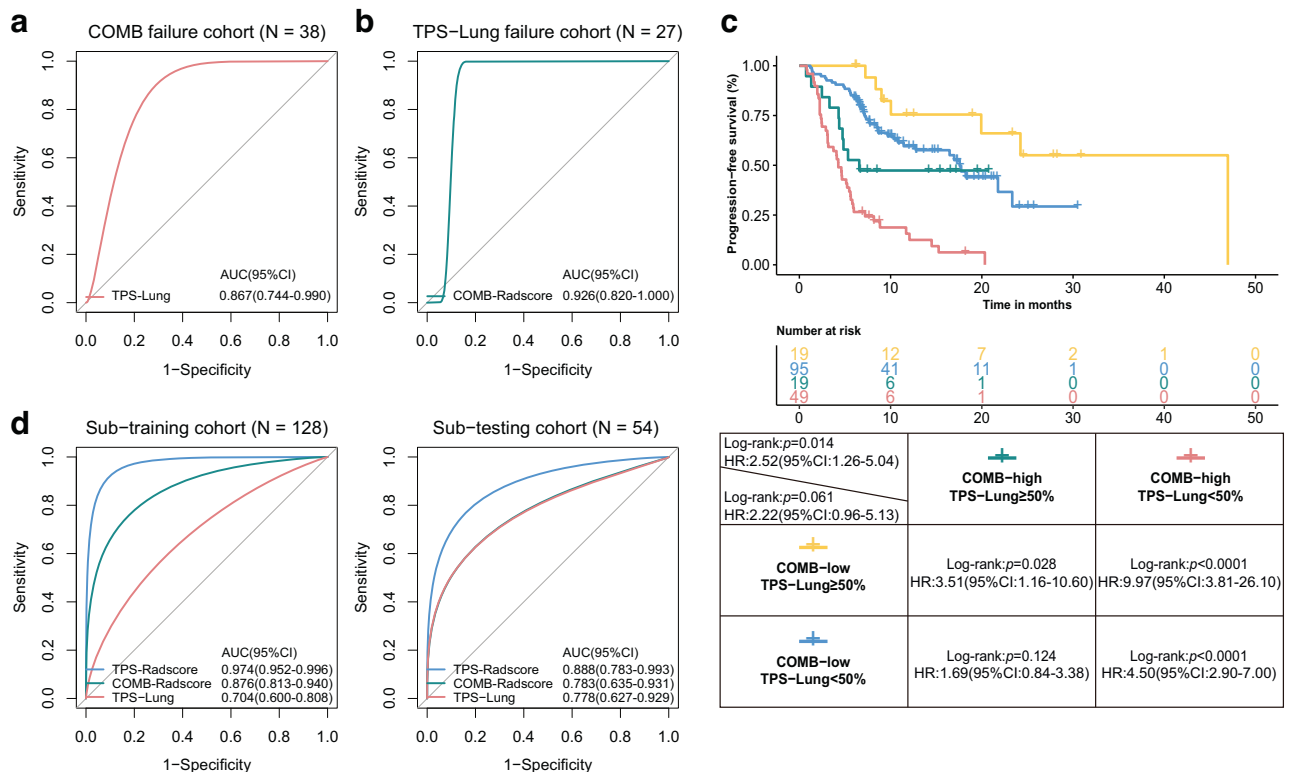 a
COMB failure cohort (N = 38)
Sensitivity
0.0 0.2 0.4 0.6 0.8 1.0
AUC(95%CI)
TPS-Lung 0.867(0.744-0.990)
0.0 0.2 0.4 0.6 0.8 1.0
1−Specificity
b
TPS−Lung failure cohort (N = 27)
Sensitivity
0.0 0.2 0.4 0.6 0.8 1.0
AUC(95%CI)
COMB-Radscore 0.926(0.820-1.000)
0.0 0.2 0.4 0.6 0.8 1.0
1−Specificity
c
Progression−free survival (%)
1.00
0.75
0.50
0.25
0.00
0 10 20 30 40 50
Time in months
Number at risk
19 12 7 2 1 0
95 41 11 1 0 0
19 6 1 0 0 0
49 6 1 0 0 0
0 10 20 30 40 50
Log-rank:p=0.014
HR:2.52(95%CI:1.26-5.04)
Log-rank:p=0.061
HR:2.22(95%CI:0.96-5.13)
COMB−high
TPS−Lung≥50%
COMB−high
TPS−Lung<50%
COMB−low
TPS−Lung≥50%
Log-rank:p=0.028
HR:3.51(95%CI:1.16-10.60)
Log-rank:p<0.0001
HR:9.97(95%CI:3.81-26.10)
COMB−low
TPS−Lung<50%
Log-rank:p=0.124
HR:1.69(95%CI:0.84-3.38)
Log-rank:p<0.0001
HR:4.50(95%CI:2.90-7.00)
d
Sub−training cohort (N = 128)
Sensitivity
0.0 0.2 0.4 0.6 0.8 1.0
AUC(95%CI)
TPS-Radscore 0.974(0.952-0.996)
COMB-Radscore 0.876(0.813-0.940)
TPS-Lung 0.704(0.600-0.808)
0.0 0.2 0.4 0.6 0.8 1.0
1−Specificity
Sub−testing cohort (N = 54)
Sensitivity
0.0 0.2 0.4 0.6 0.8 1.0
AUC(95%CI)
TPS-Radscore 0.888(0.783-0.993)
COMB-Radscore 0.783(0.635-0.931)
TPS-Lung 0.778(0.627-0.929)
0.0 0.2 0.4 0.6 0.8 1.0
1−Specificity